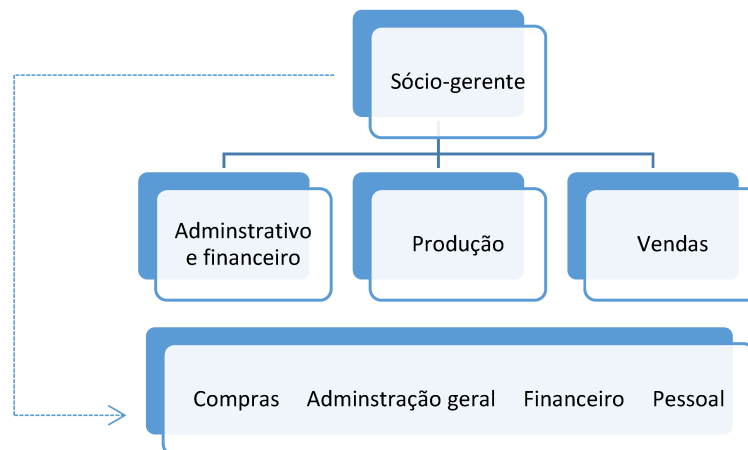 Sócio-gerente
Adminstrativo
e financeiro
Produção
Vendas
Compras Adminstração geral Financeiro Pessoal